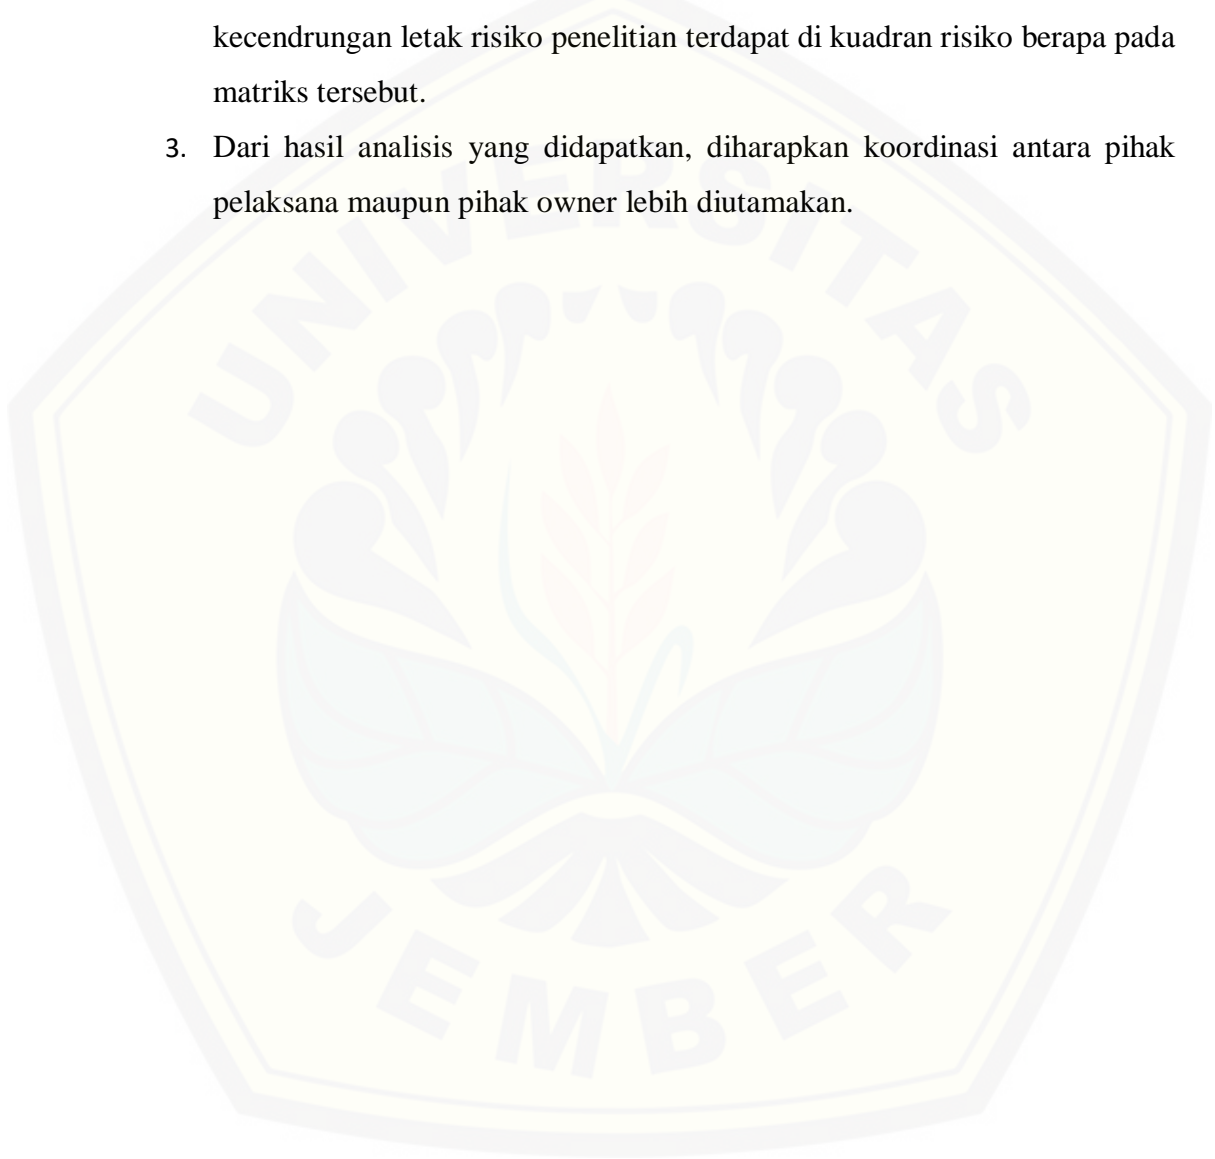 kecendrungan letak risiko penelitian terdapat di kuadran risiko berapa pada
matriks tersebut.
3. Dari hasil analisis yang didapatkan, diharapkan koordinasi antara pihak
pelaksana maupun pihak owner lebih diutamakan.
UNIVERSITAS
JEMBER